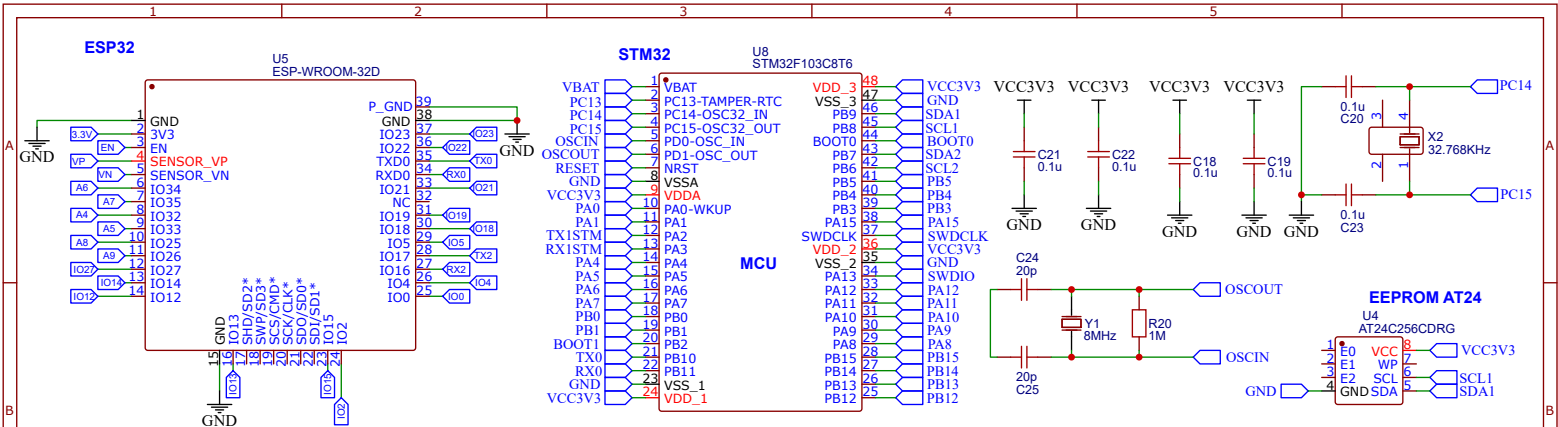 1 2 3 4 5
A
B
ESP32
U5
ESP-WROOM-32D
1 GND
3.3V 2 3V3
EN 3 EN
VP 4 SENSOR_VP
VN 5 SENSOR_VN
A6 6 IO34
A7 7 IO35
A4 8 IO32
A5 9 IO33
A8 10 IO25
A9 11 IO26
IO27 12 IO27
IO14 13 IO14
IO12 14 IO12
GND
P_GND 39
GND 38
IO23 37 IO23
IO22 36 IO22
TXD0 35 TX0
RXD0 34 RX0
IO21 33 IO21
NC 32
IO19 31 IO19
IO18 30 IO18
IO5 29 IO5
IO17 28 TX2
IO16 27 RX2
IO4 26 IO4
IO0 25 IO0
GND
GND 15
IO13 16 IO13
SHD/SD2* 17
SWP/SD3* 18
SCS/CMD* 19
SCK/CLK* 20
SDO/SD0* 21
SDI/SD1* 22
IO15 23 IO15
IO2 24 IO2
GND
STM32
U8
STM32F103C8T6
MCU
VBAT 1 VBAT
PC13 2 PC13-TAMPER-RTC
PC14 3 PC14-OSC32_IN
PC15 4 PC15-OSC32_OUT
OSCIN 5 PD0-OSC_IN
OSCOUT 6 PD1-OSC_OUT
RESET 7 NRST
GND 8 VSSA
VCC3V3 9 VDDA
PA0 10 PA0-WKUP
PA1 11 PA1
TX1STM 12 PA2
RX1STM 13 PA3
PA4 14 PA4
PA5 15 PA5
PA6 16 PA6
PA7 17 PA7
PB0 18 PB0
PB1 19 PB1
BOOT1 20 PB2
TX0 21 PB10
RX0 22 PB11
GND 23 VSS_1
VCC3V3 24 VDD_1
VDD_3 48 VCC3V3
VSS_3 47 GND
PB9 46 SDA1
PB8 45 SCL1
BOOT0 44 BOOT0
PB7 43 SDA2
PB6 42 SCL2
PB5 41 PB5
PB4 40 PB4
PB3 39 PB3
PA15 38 PA15
SWDCLK 37 SWDCLK
VDD_2 36 VCC3V3
VSS_2 35 GND
PA13 34 SWDIO
PA12 33 PA12
PA11 32 PA11
PA10 31 PA10
PA9 30 PA9
PA8 29 PA8
PB15 28 PB15
PB14 27 PB14
PB13 26 PB13
PB12 25 PB12
VCC3V3 VCC3V3 VCC3V3 VCC3V3
C21
0.1u
C22
0.1u
C18
0.1u
C19
0.1u
GND GND GND GND GND
0.1u
C20
PC14
3 4
X2
32.768KHz
2 1
PC15
0.1u
C23
C24
20p
OSCOUT
Y1
8MHz
R20
1M
OSCIN
20p
C25
EEPROM AT24
U4
AT24C256CDRG
1 E0
2 E1
3 E2
GND 4 GND
VCC 8 VCC3V3
WP 7
SCL 6 SCL1
SDA 5 SDA1
A
B